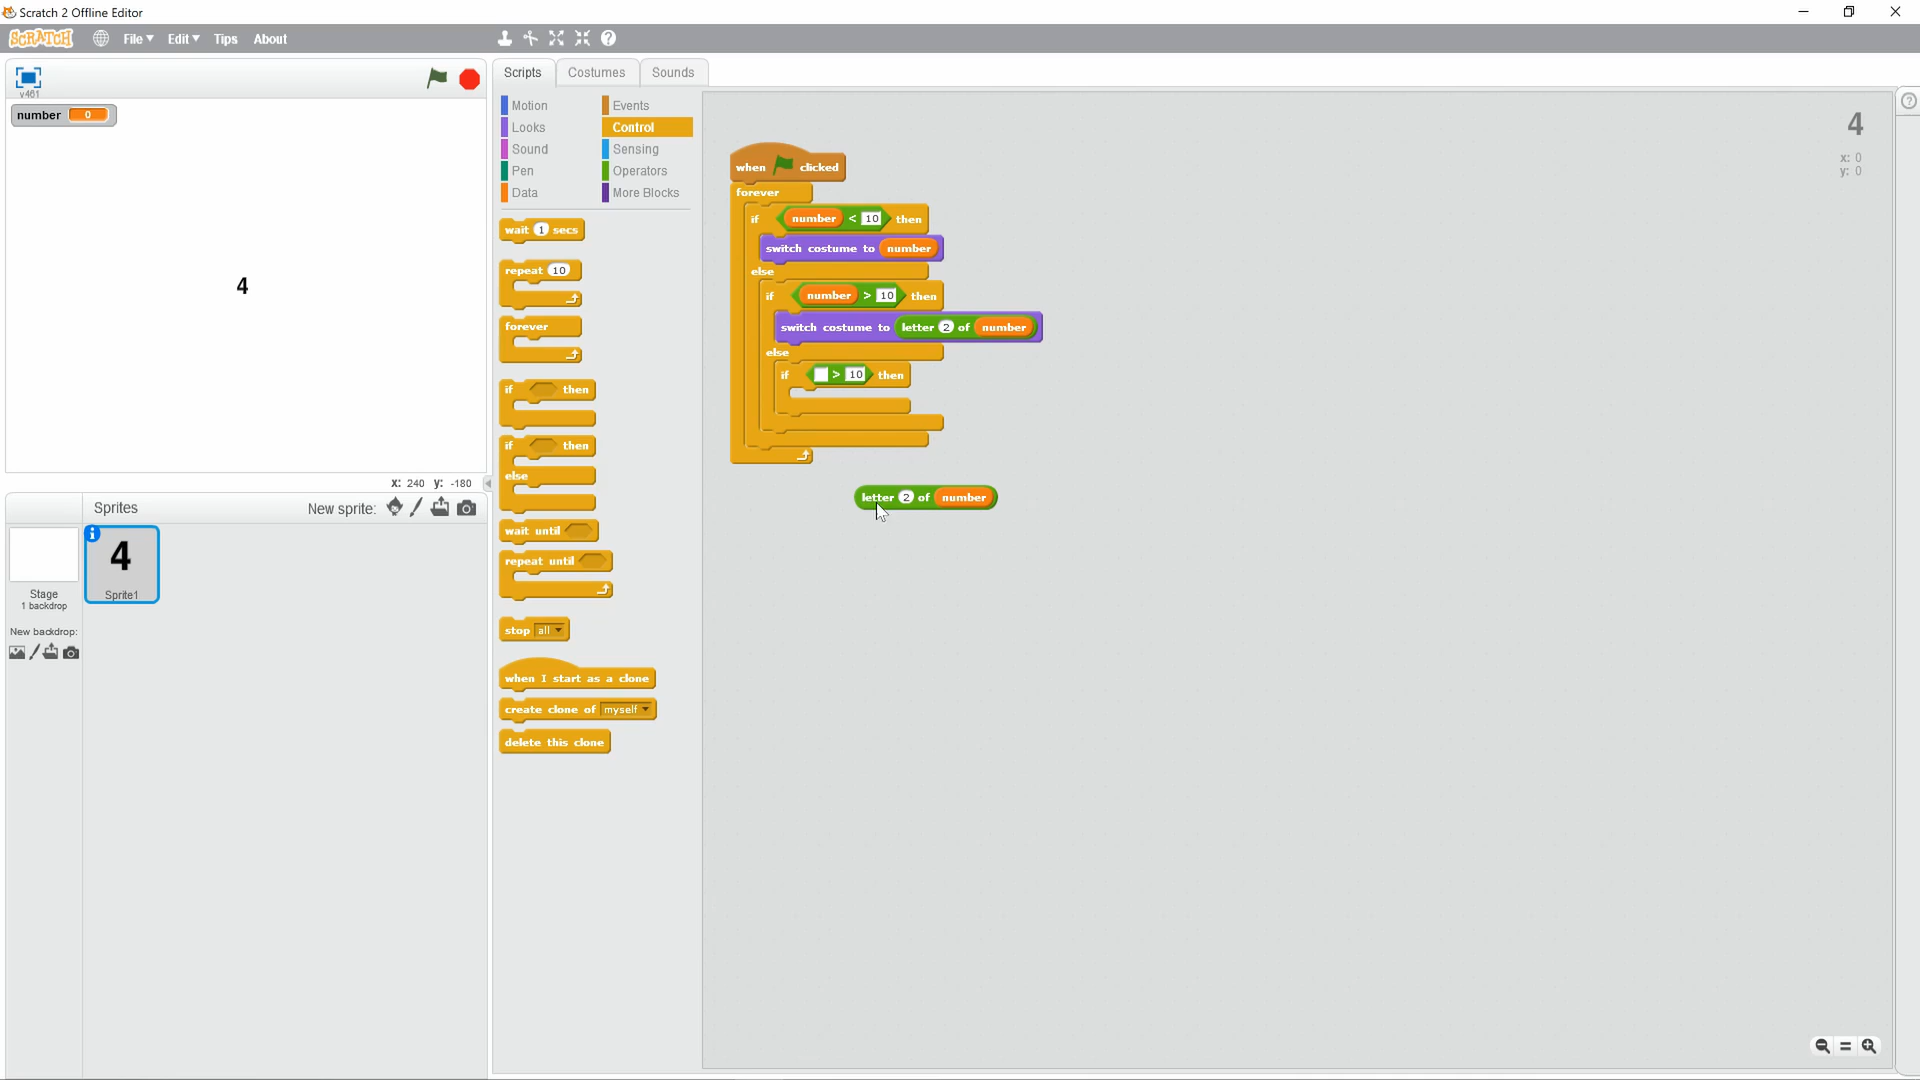 Scratch 2 Offline Editor
SCRATCH File Edit Tips About
v461
number 0
4
x: 240 y: -180
Sprites New sprite:
4
Sprite1
Stage
1 backdrop
New backdrop:
Scripts Costumes Sounds
Motion Events
Looks Control
Sound Sensing
Pen Operators
Data More Blocks
wait 1 secs
repeat 10
forever
if then
if then
else
wait until
repeat until
stop all
when I start as a clone
create clone of myself
delete this clone
when clicked
forever
if number < 10 then
switch costume to number
else
if number > 10 then
switch costume to letter 2 of number
else
if > 10 then
letter 2 of number
4
x: 0
y: 0